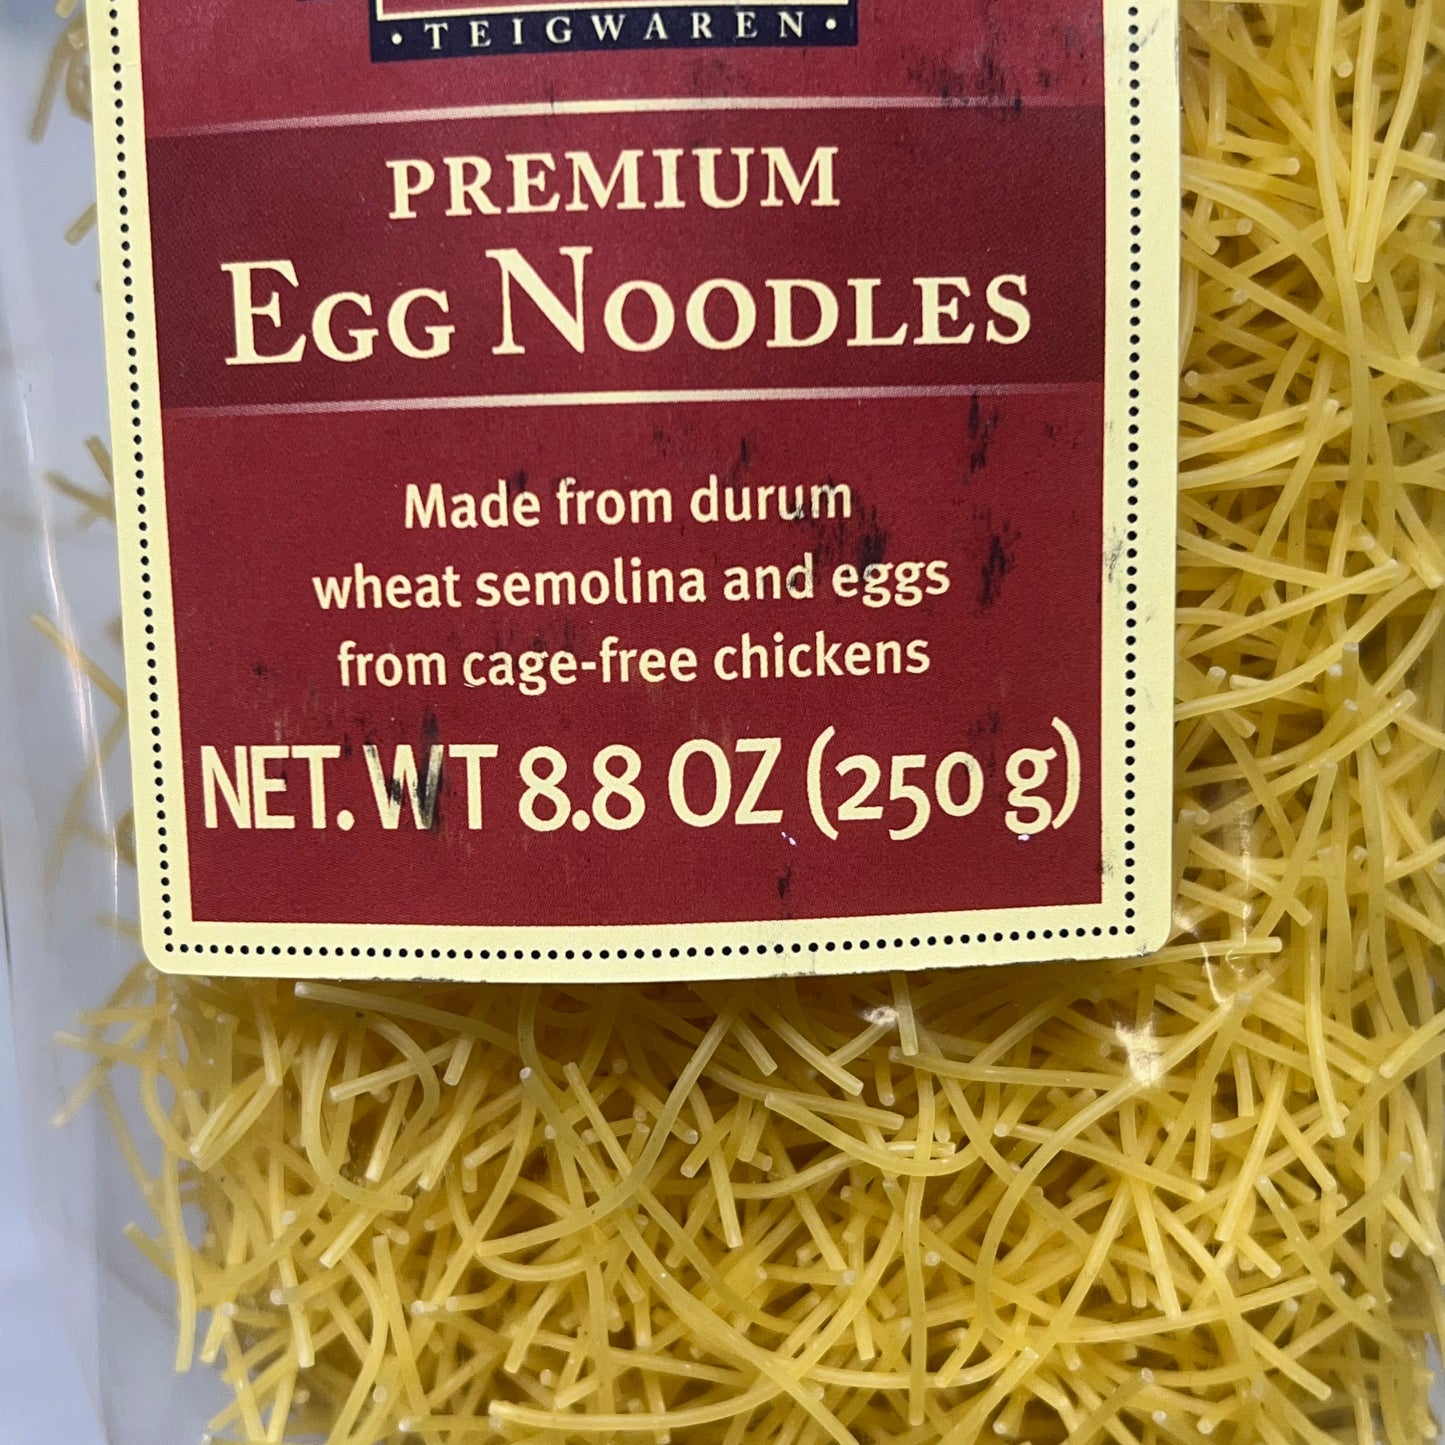 • TEIGWAREN •
PREMIUM
EGG NOODLES
Made from durum
wheat semolina and eggs
from cage-free chickens
NET. WT 8.8 OZ (250 g)